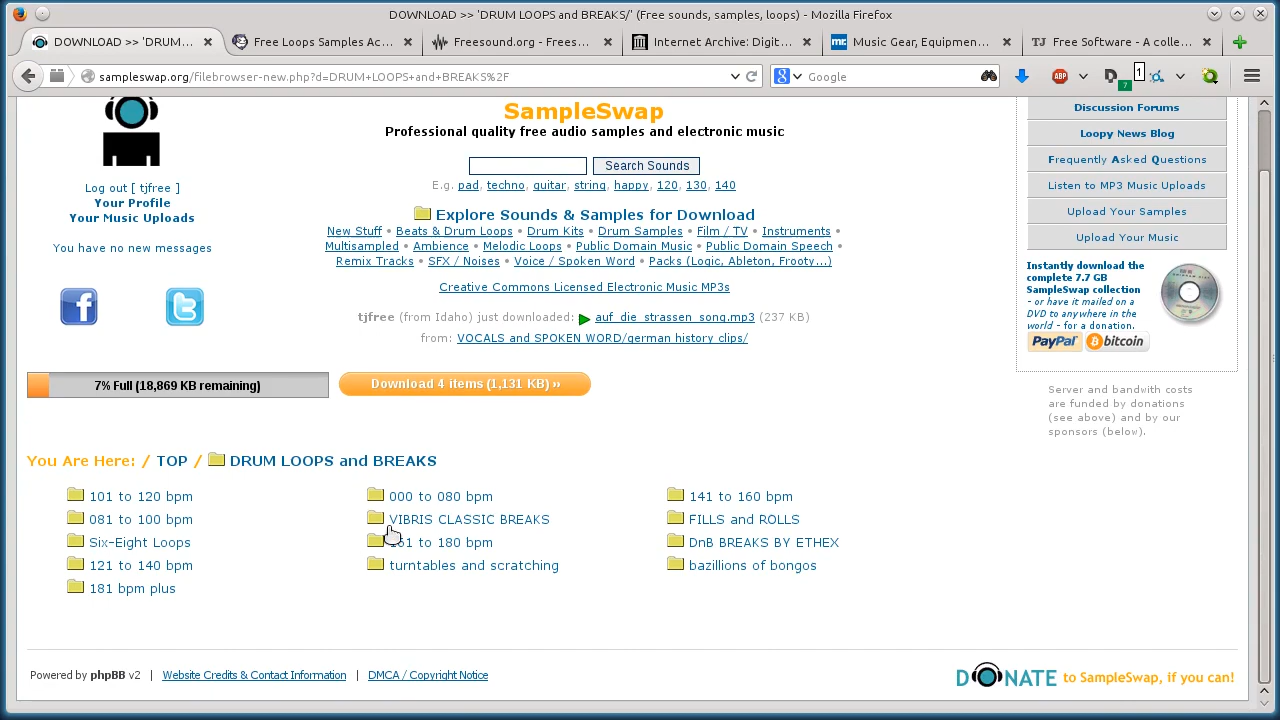 DOWNLOAD >> 'DRUM LOOPS and BREAKS/' (Free sounds, samples, loops) - Mozilla Firefox
DOWNLOAD >> 'DRUM...
Free Loops Samples Ac...
Freesound.org - Freess...
Internet Archive: Digit...
mr.
Music Gear, Equipmen...
TJ
Free Software - A colle...
sampleswap.org/filebrowser-new.php?d=DRUM+LOOPS+and+BREAKS%2F
Google
ABP
7
1
SampleSwap
Professional quality free audio samples and electronic music
Search Sounds
E.g. pad, techno, guitar, string, happy, 120, 130, 140
Log out [ tjfree ]
Your Profile
Your Music Uploads
You have no new messages
Explore Sounds & Samples for Download
New Stuff • Beats & Drum Loops • Drum Kits • Drum Samples • Film / TV • Instruments •
Multisampled • Ambience • Melodic Loops • Public Domain Music • Public Domain Speech •
Remix Tracks • SFX / Noises • Voice / Spoken Word • Packs (Logic, Ableton, Frooty...)
Creative Commons Licensed Electronic Music MP3s
tjfree (from Idaho) just downloaded: auf_die_strassen_song.mp3 (237 KB)
from: VOCALS and SPOKEN WORD/german history clips/
Discussion Forums
Loopy News Blog
Frequently Asked Questions
Listen to MP3 Music Uploads
Upload Your Samples
Upload Your Music
Instantly download the
complete 7.7 GB
SampleSwap collection
- or have it mailed on a
DVD to anywhere in the
world - for a donation.
PayPal
bitcoin
Server and bandwith costs
are funded by donations
(see above) and by our
sponsors (below).
7% Full (18,869 KB remaining)
Download 4 items (1,131 KB) ››
You Are Here: / TOP / DRUM LOOPS and BREAKS
101 to 120 bpm
000 to 080 bpm
141 to 160 bpm
081 to 100 bpm
VIBRIS CLASSIC BREAKS
FILLS and ROLLS
Six-Eight Loops
161 to 180 bpm
DnB BREAKS BY ETHEX
121 to 140 bpm
turntables and scratching
bazillions of bongos
181 bpm plus
Powered by phpBB v2 | Website Credits & Contact Information | DMCA / Copyright Notice
DONATE to SampleSwap, if you can!